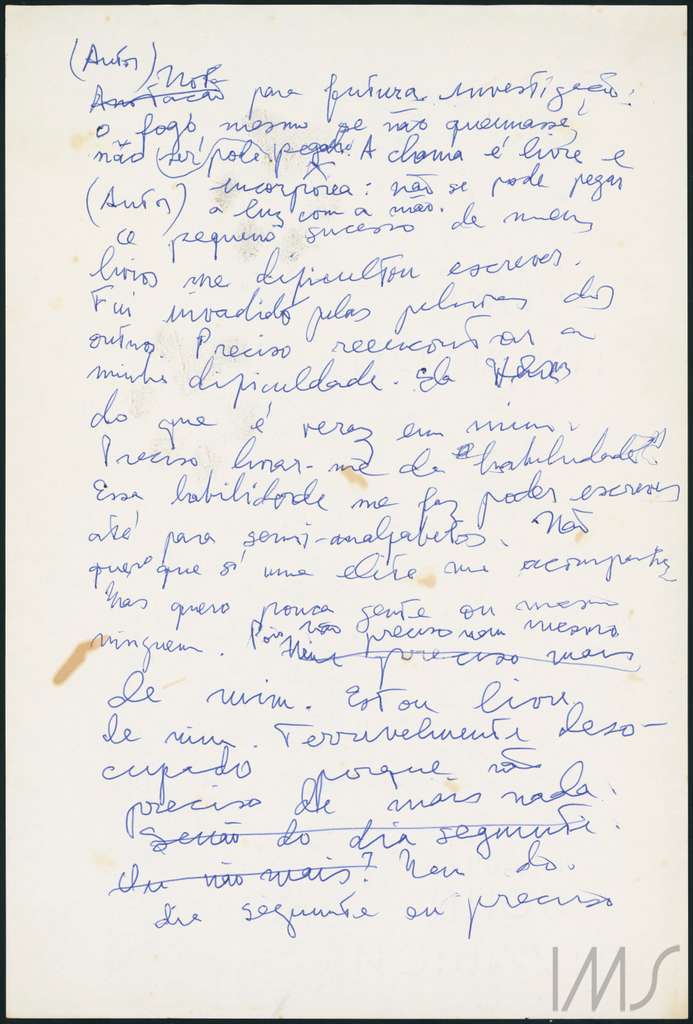 (Autor) Nota
Anotação para futura investigação:
o fogo, mesmo se não queimasse,
não se pode pegar. A chama é livre e
incorpórea: não se pode pegar
(Autor) a luz com a mão.
O pequeno sucesso de meus
livros me dificultou escrever.
Fui invadido pelas palavras dos
outros. Preciso reencontrar a
minha dificuldade. Ela
do que é veraz em mim.
Preciso livrar-me da "habilidade".
Essa habilidade me faz poder escrever
até para semi-analfabetos. Não
quero que só uma elite me acompanhe
Mas quero pouca gente ou mesmo
ninguém. Pois não preciso nem mesmo
preciso mais
de mim. Estou livre
de mim. Terrivelmente deso-
cupado porque não
preciso de mais nada.
Senão do dia seguinte.
Ou não mais? Nem do
dia seguinte eu preciso
IMS